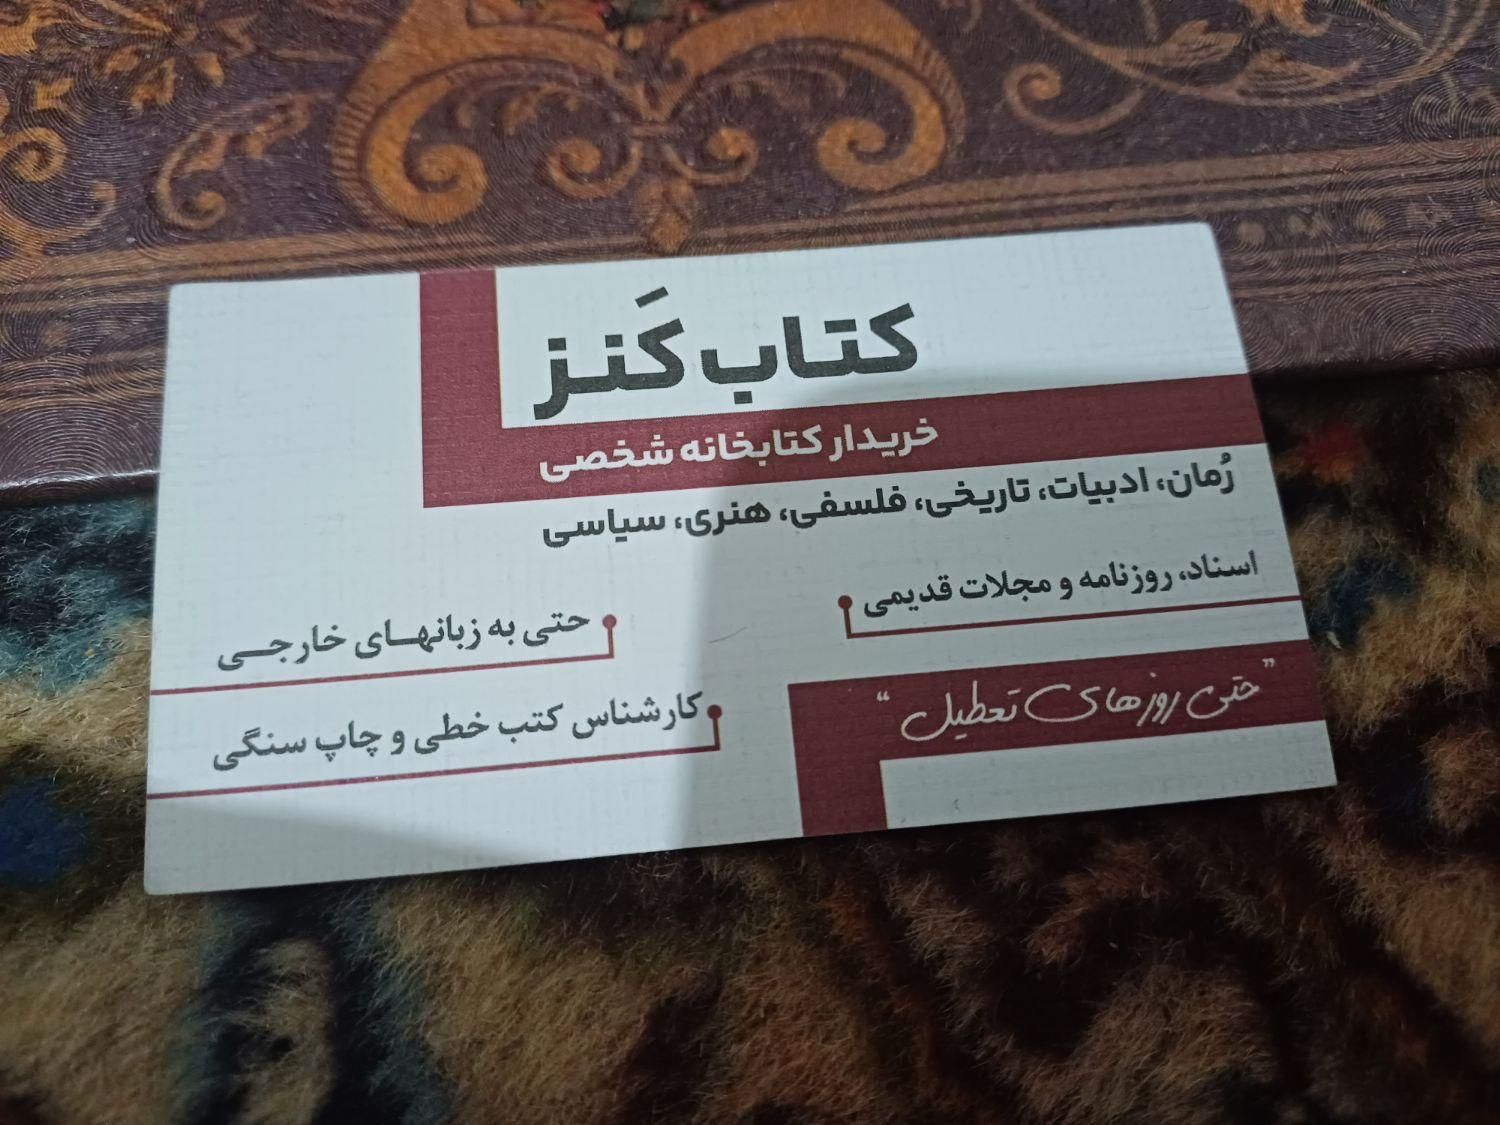 کتاب کَنز
خریدار کتابخانه شخصی
رُمان، ادبیات، تاریخی، فلسفی، هنری، سیاسی
اسناد، روزنامه و مجلات قدیمی
حتی به زبانهای خارجی
کارشناس کتب خطی و چاپ سنگی
”حتی روزهای تعطیل“